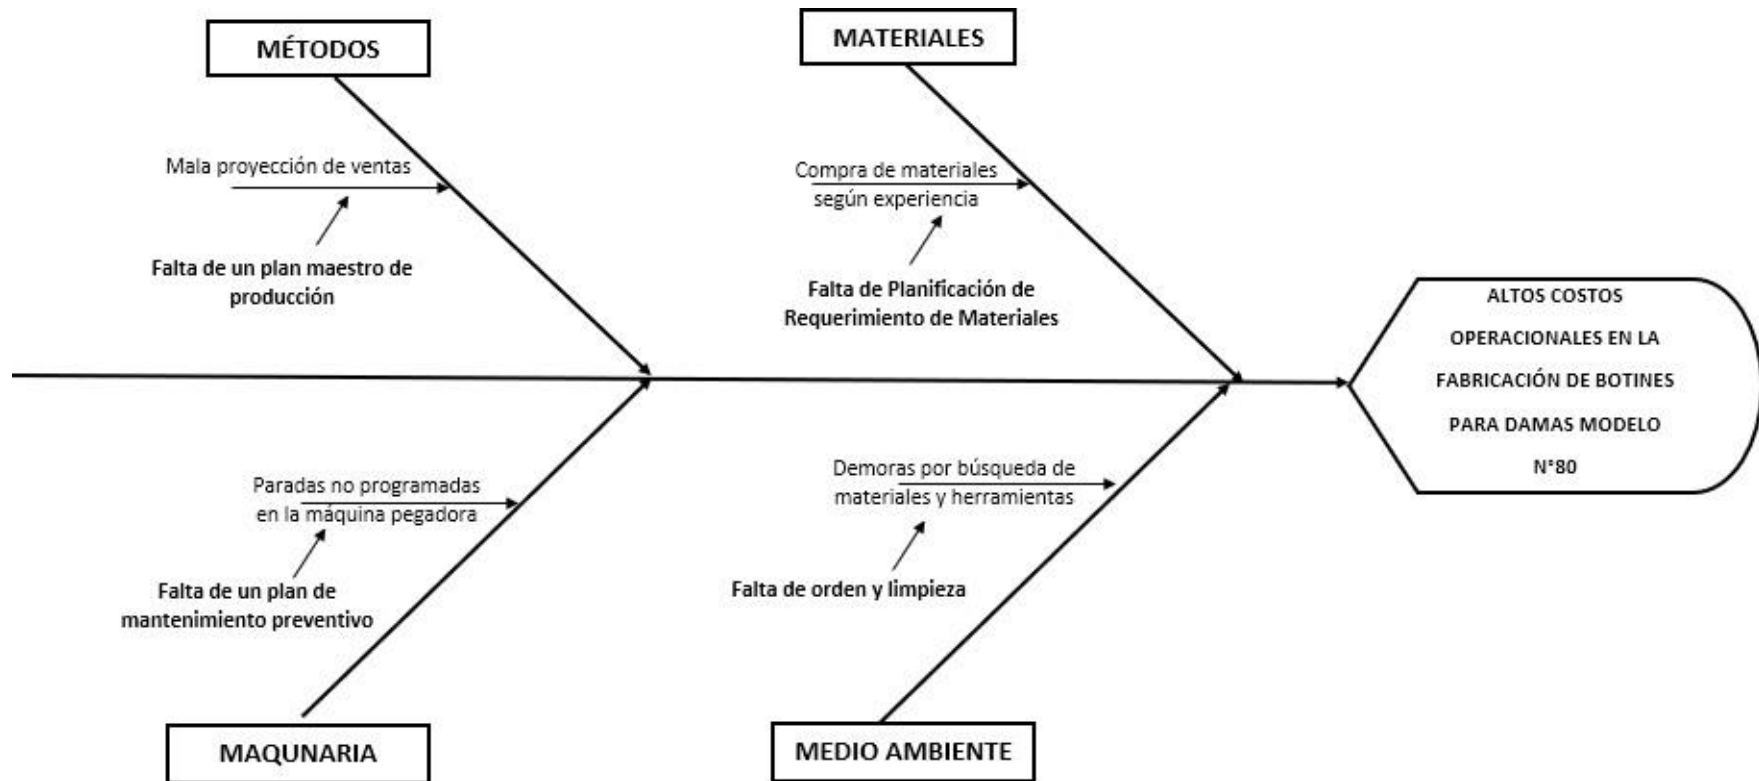 MÉTODOS
MATERIALES
Mala proyección de ventas
Falta de un plan maestro de
producción
Compra de materiales
según experiencia
Falta de Planificación de
Requerimiento de Materiales
ALTOS COSTOS
OPERACIONALES EN LA
FABRICACIÓN DE BOTINES
PARA DAMAS MODELO
N°80
Paradas no programadas
en la máquina pegadora
Falta de un plan de
mantenimiento preventivo
Demoras por búsqueda de
materiales y herramientas
Falta de orden y limpieza
MAQUNARIA
MEDIO AMBIENTE